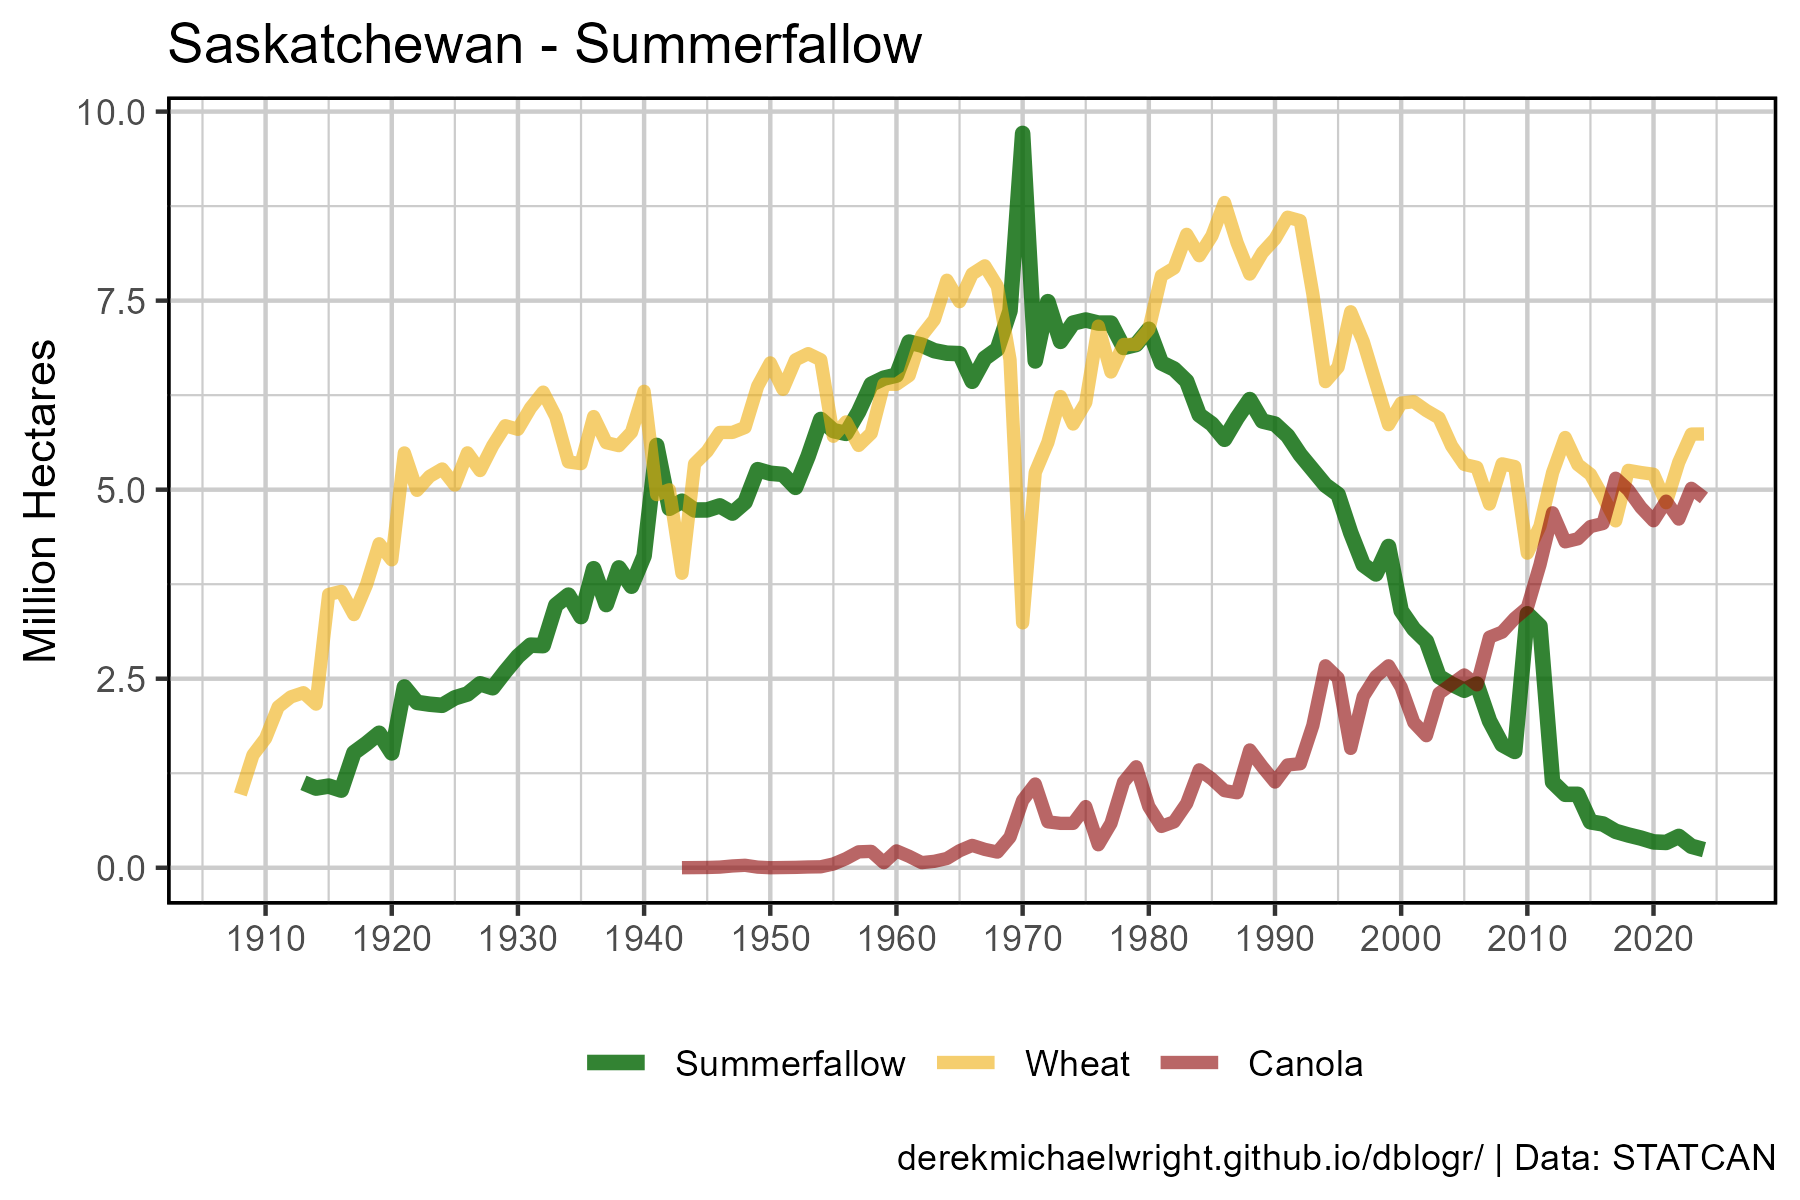 Saskatchewan - Summerfallow
Million Hectares
10.0
7.5
5.0
2.5
0.0
1910 1920 1930 1940 1950 1960 1970 1980 1990 2000 2010 2020
Summerfallow Wheat Canola
derekmichaelwright.github.io/dblogr/ | Data: STATCAN